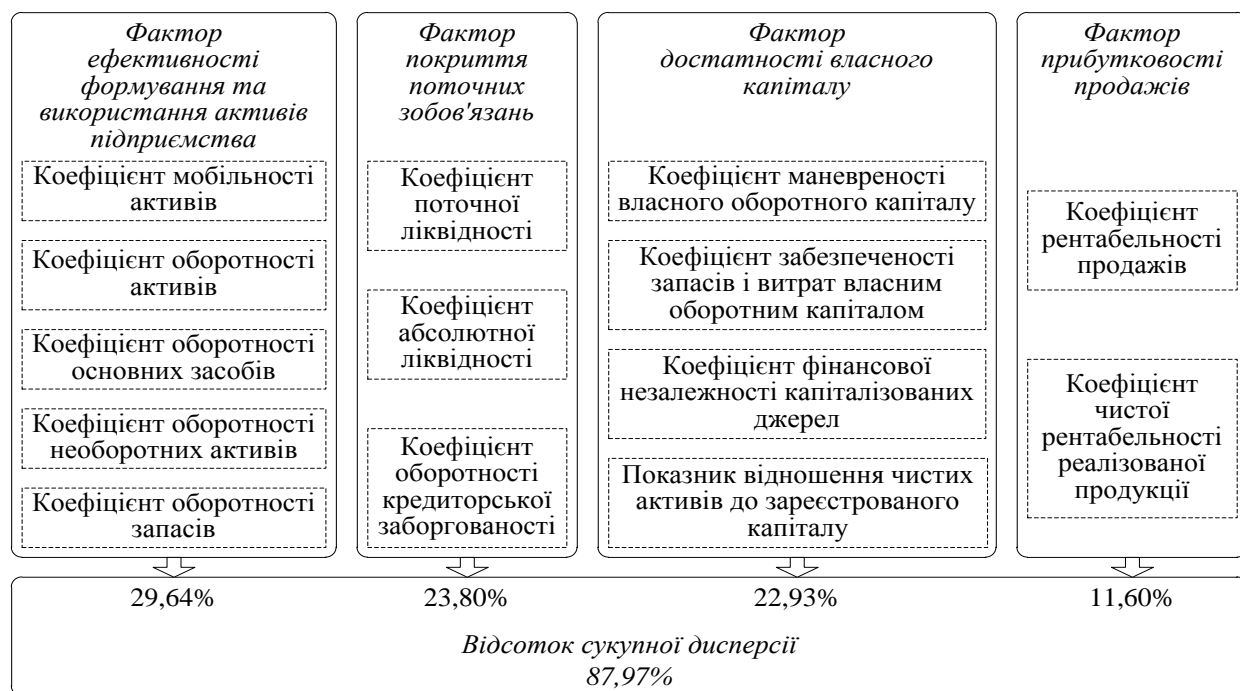 Фактор
ефективності
формування та
використання активів
підприємства
Коефіцієнт мобільності
активів
Коефіцієнт оборотності
активів
Коефіцієнт оборотності
основних засобів
Коефіцієнт оборотності
необоротних активів
Коефіцієнт оборотності
запасів
Фактор
покриття
поточних
зобов'язань
Коефіцієнт
поточної
ліквідності
Коефіцієнт
абсолютної
ліквідності
Коефіцієнт
оборотності
кредиторської
заборгованості
Фактор
достатності власного
капіталу
Коефіцієнт маневреності
власного оборотного капіталу
Коефіцієнт забезпеченості
запасів і витрат власним
оборотним капіталом
Коефіцієнт фінансової
незалежності капіталізованих
джерел
Показник відношення чистих
активів до зареєстрованого
капіталу
Фактор
прибутковості
продажів
Коефіцієнт
рентабельності
продажів
Коефіцієнт
чистої
рентабельності
реалізованої
продукції
29,64%
23,80%
22,93%
11,60%
Відсоток сукупної дисперсії
87,97%